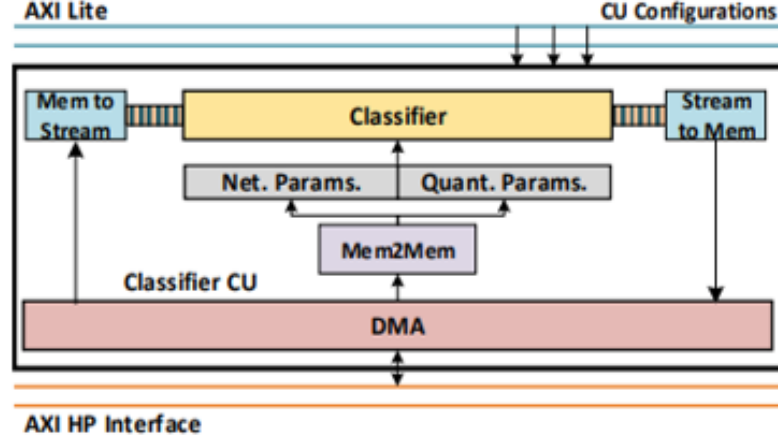 AXI Lite
CU Configurations
Mem to
Stream
Classifier
Stream
to Mem
Net. Params.
Quant. Params.
Mem2Mem
Classifier CU
DMA
AXI HP Interface